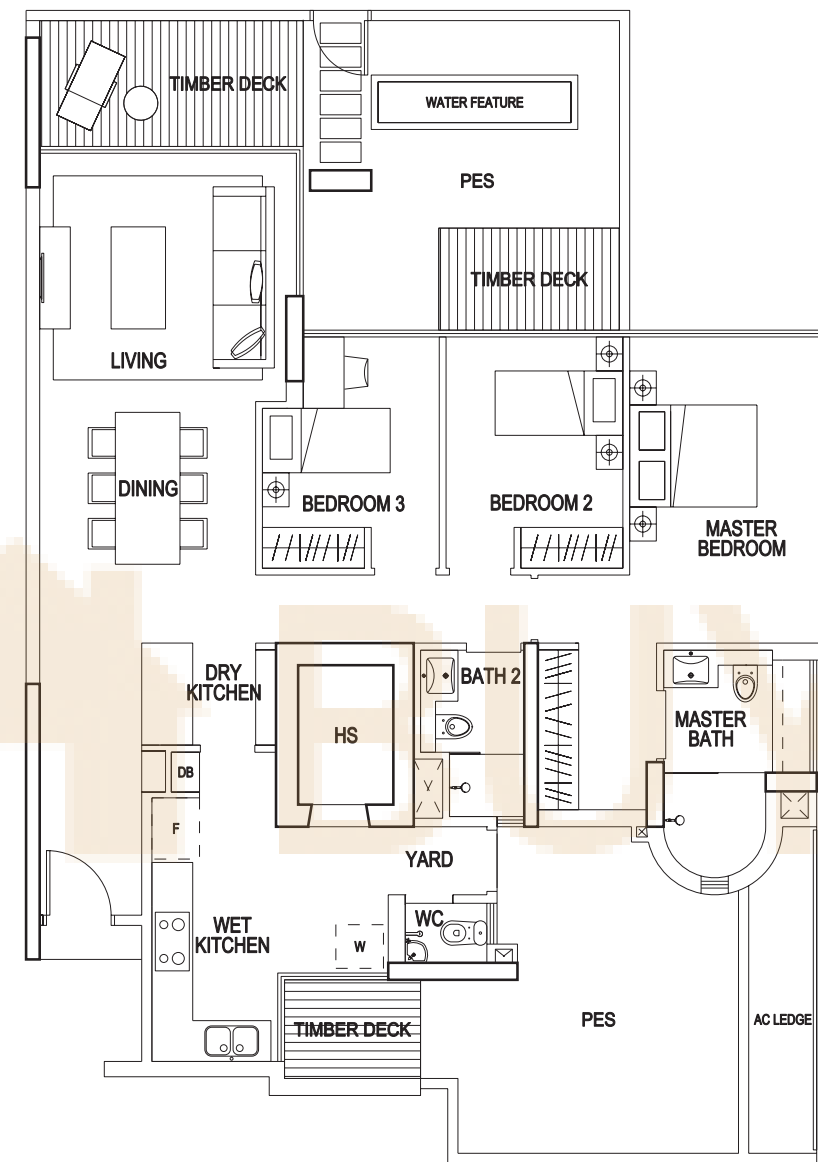 TIMBER DECK
WATER FEATURE
PES
TIMBER DECK
LIVING
DINING
BEDROOM 3
BEDROOM 2
MASTER
BEDROOM
DRY
KITCHEN
HS
BATH 2
MASTER
BATH
DB
F
YARD
WET
KITCHEN
W
WC
TIMBER DECK
PES
AC LEDGE